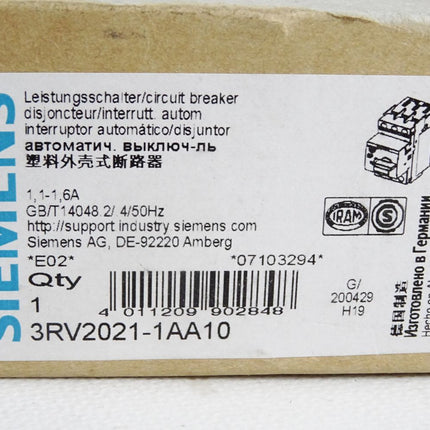 SIEMENS
Leistungsschalter/circuit breaker
disjoncteur/interrutt. autom
interruptor automático/disjuntor
автоматич. выключ-ль
塑料外壳式断路器
1,1-1,6A
GB/T14048.2/ 4/50Hz
http://support industry siemens com
Siemens AG, DE-92220 Amberg
*E02* *07103294*
Qty
1
4 011209 902848
3RV2021-1AA10
G/
200429
H19
IRAM
S
德国制造
Изготовлено в Германии
Hecho en